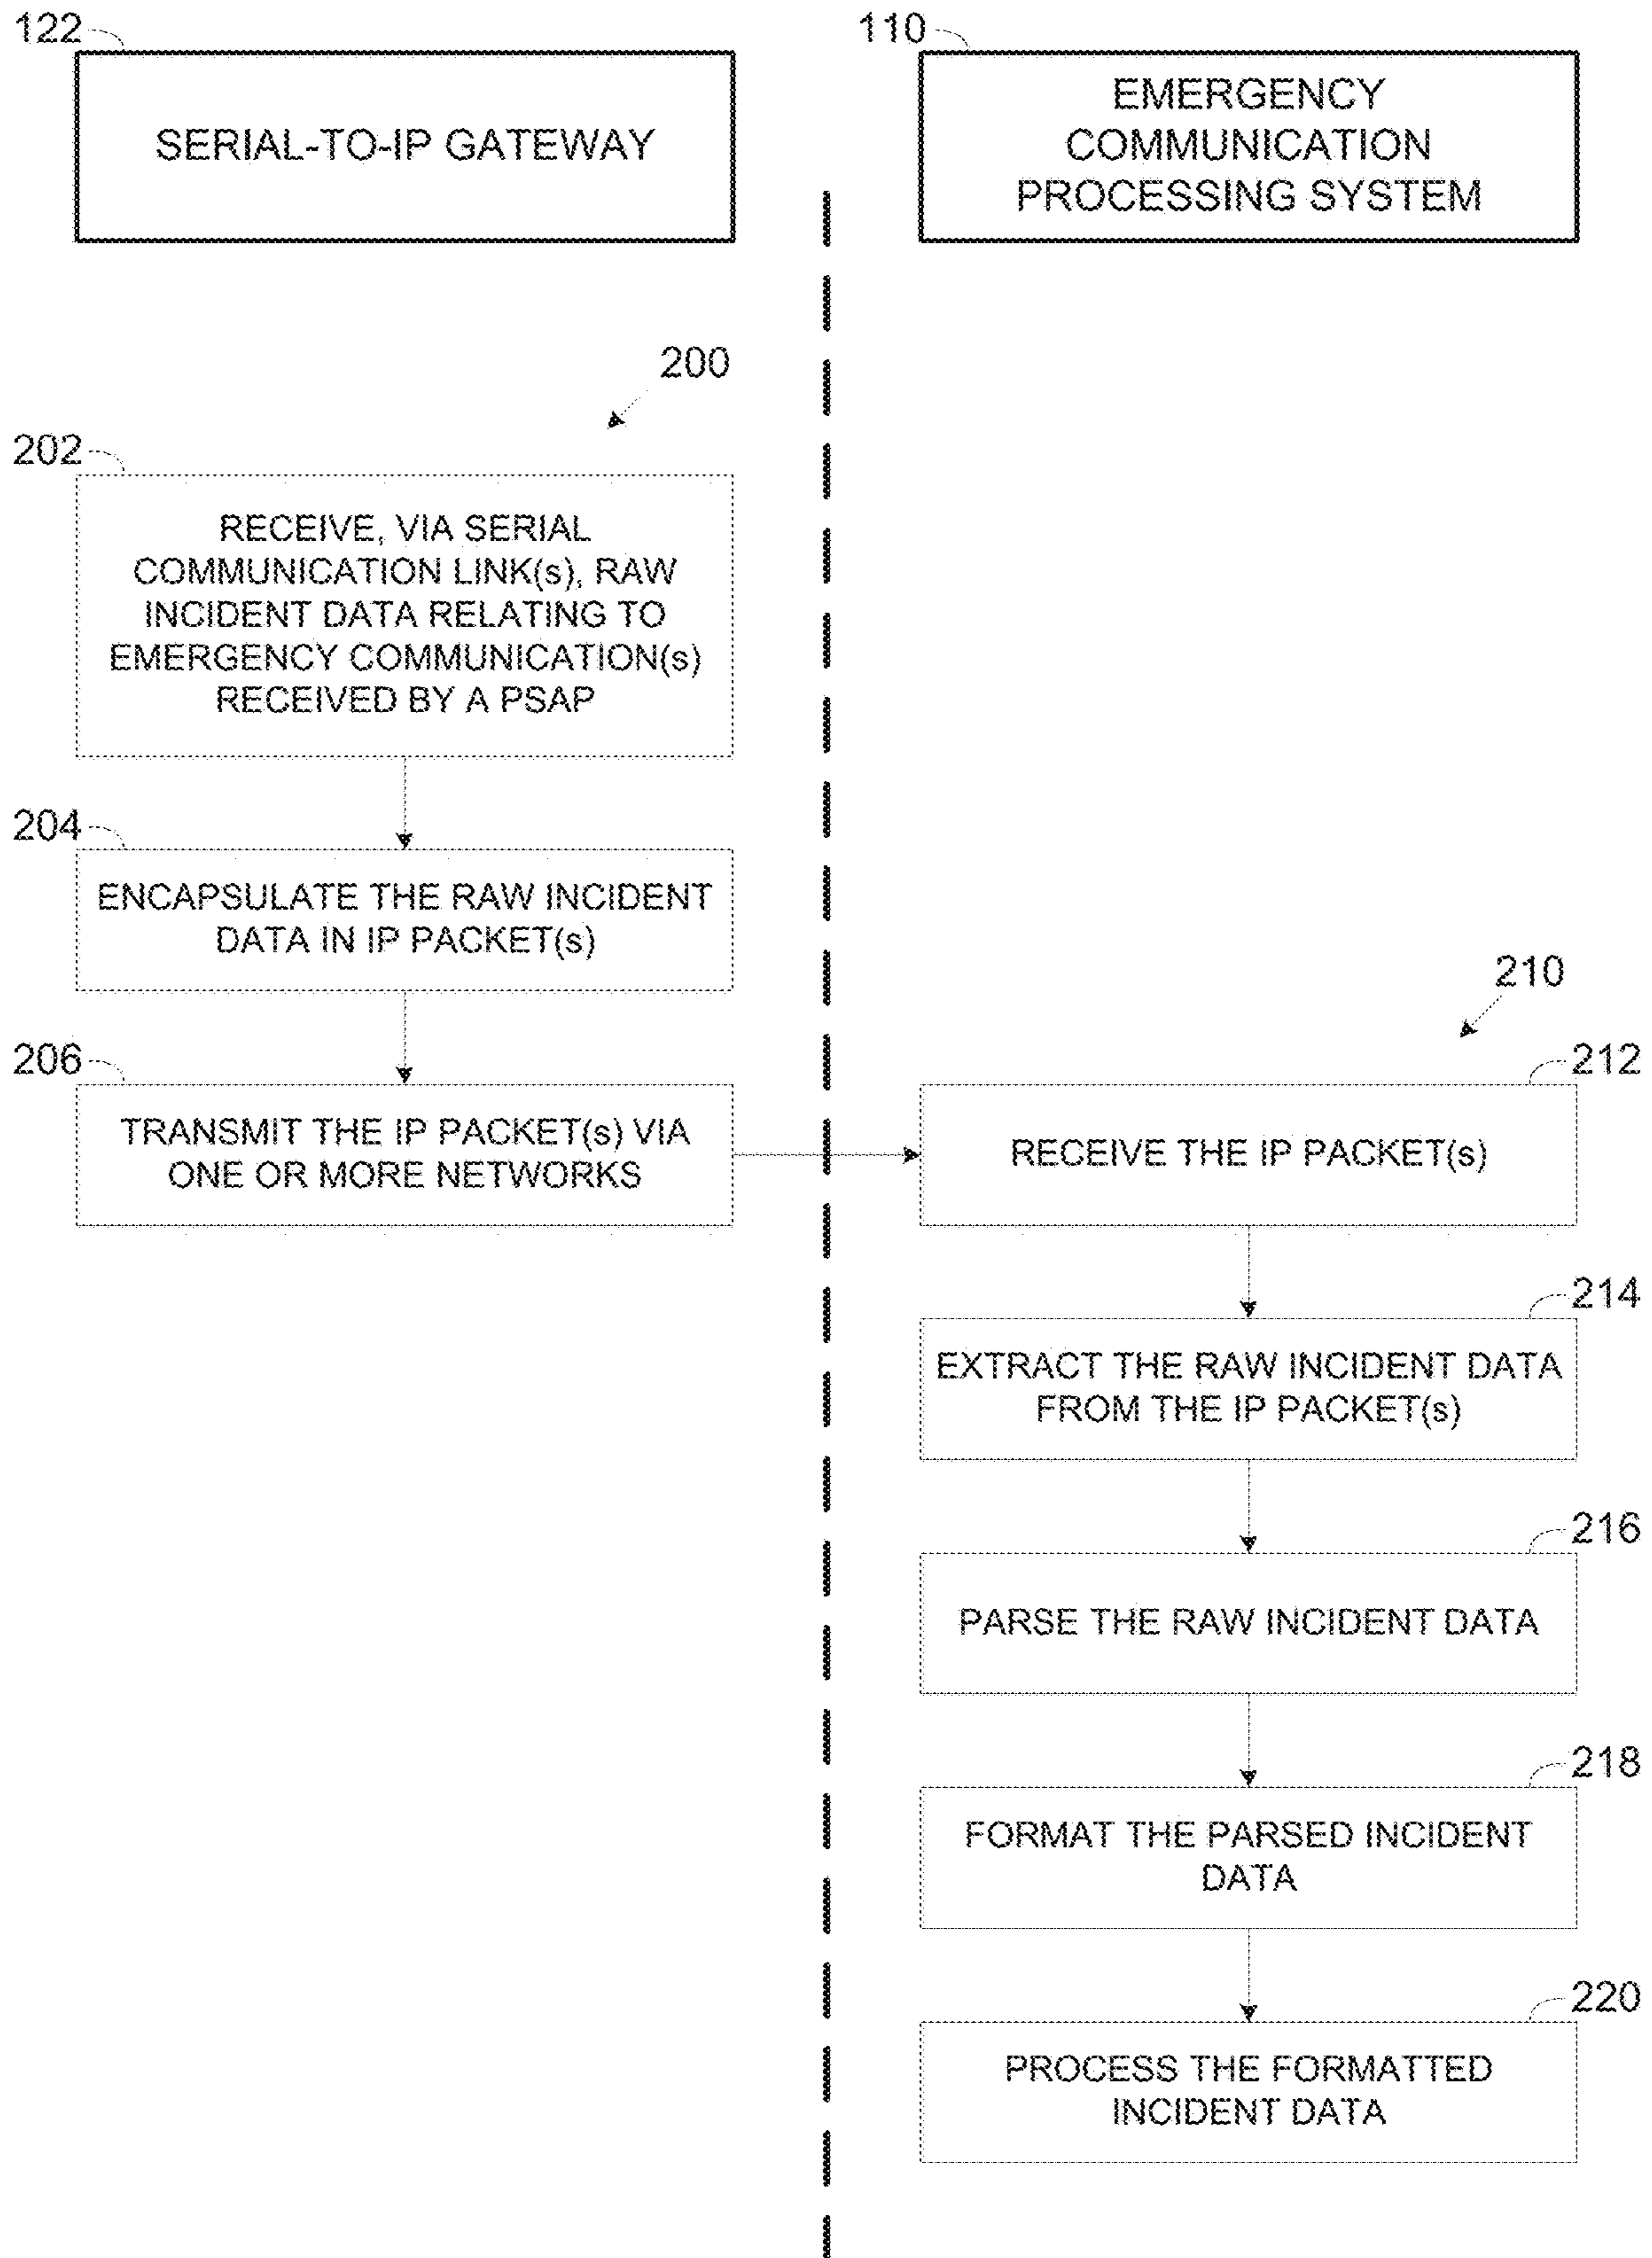 122
SERIAL-TO-IP GATEWAY
110
EMERGENCY
COMMUNICATION
PROCESSING SYSTEM
200
202
RECEIVE, VIA SERIAL
COMMUNICATION LINK(s), RAW
INCIDENT DATA RELATING TO
EMERGENCY COMMUNICATION(s)
RECEIVED BY A PSAP
204
ENCAPSULATE THE RAW INCIDENT
DATA IN IP PACKET(s)
206
TRANSMIT THE IP PACKET(s) VIA
ONE OR MORE NETWORKS
210
212
RECEIVE THE IP PACKET(s)
214
EXTRACT THE RAW INCIDENT DATA
FROM THE IP PACKET(s)
216
PARSE THE RAW INCIDENT DATA
218
FORMAT THE PARSED INCIDENT
DATA
220
PROCESS THE FORMATTED
INCIDENT DATA